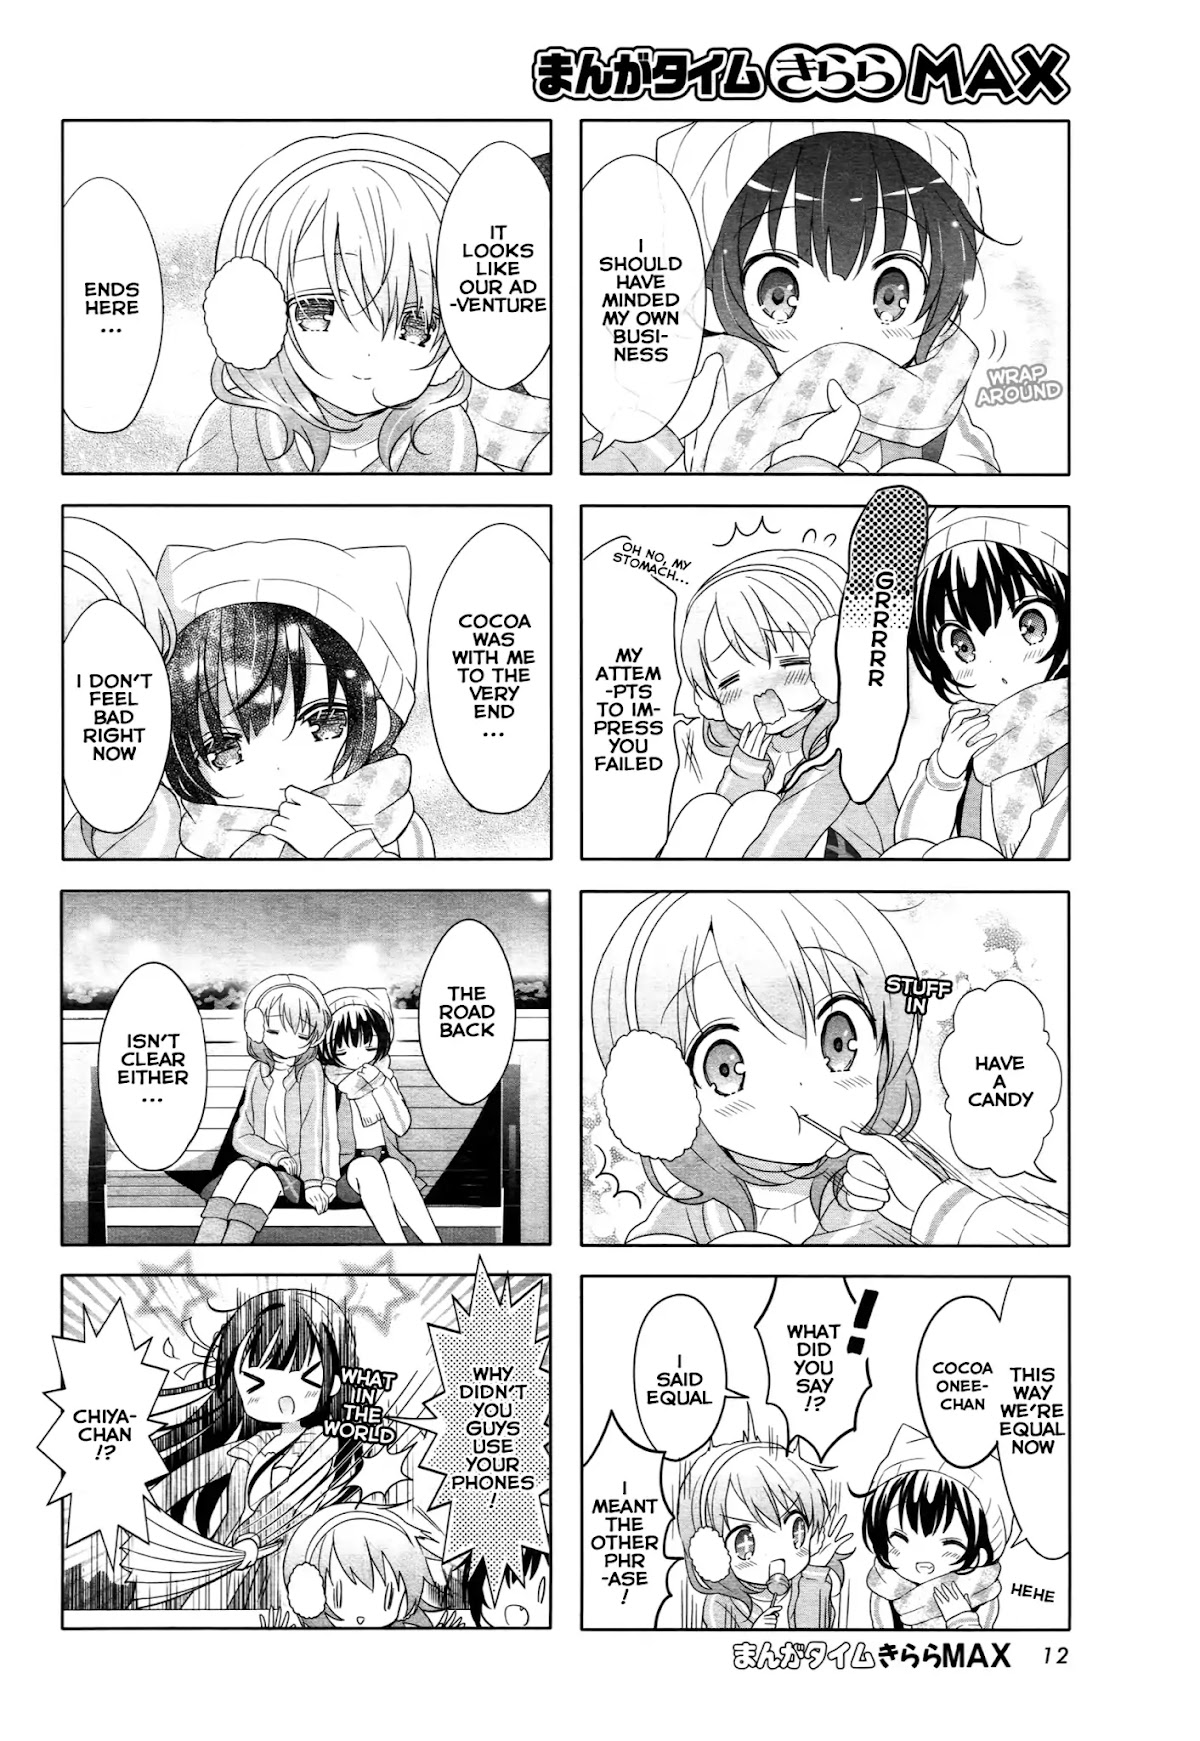 まんがタイムきららMAX
I
SHOULD
HAVE
MINDED
MY OWN
BUSI-
NESS
WRAP
AROUND
GRRRRR
OH NO, MY
STOMACH...
MY
ATTEM
-PTS
TO IM-
PRESS YOU
FAILED
STUFF
IN
HAVE
A
CANDY
THIS
WAY
WE'RE
EQUAL
NOW
COCOA
ONEE-
CHAN
HEHE
!
WHAT
DID
YOU
SAY
!?
I
SAID
EQUAL
I
MEANT
THE
OTHER
PHR
-ASE
!
IT
LOOKS
LIKE
OUR AD
-VENTURE
ENDS
HERE
...
COCOA
WAS
WITH ME
TO THE
VERY
END
...
I DON'T
FEEL
BAD
RIGHT
NOW
THE
ROAD
BACK
ISN'T
CLEAR
EITHER
...
WHY
DIDN'T
YOU
GUYS
USE
YOUR
PHONES
!
WHAT
IN
THE
WORLD
CHIYA-
CHAN
!?
まんがタイムきららMAX 12